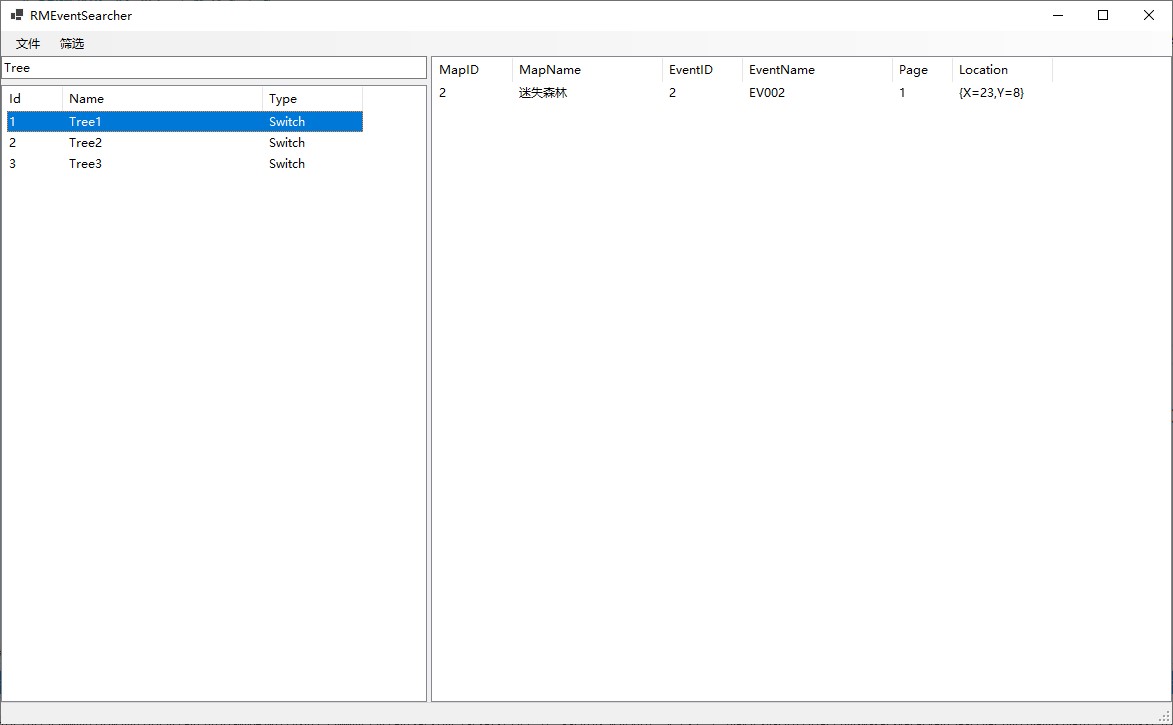 RMEventSearcher
文件 筛选
Tree
Id Name Type
1 Tree1 Switch
2 Tree2 Switch
3 Tree3 Switch
MapID MapName EventID EventName Page Location
2 迷失森林 2 EV002 1 {X=23,Y=8}